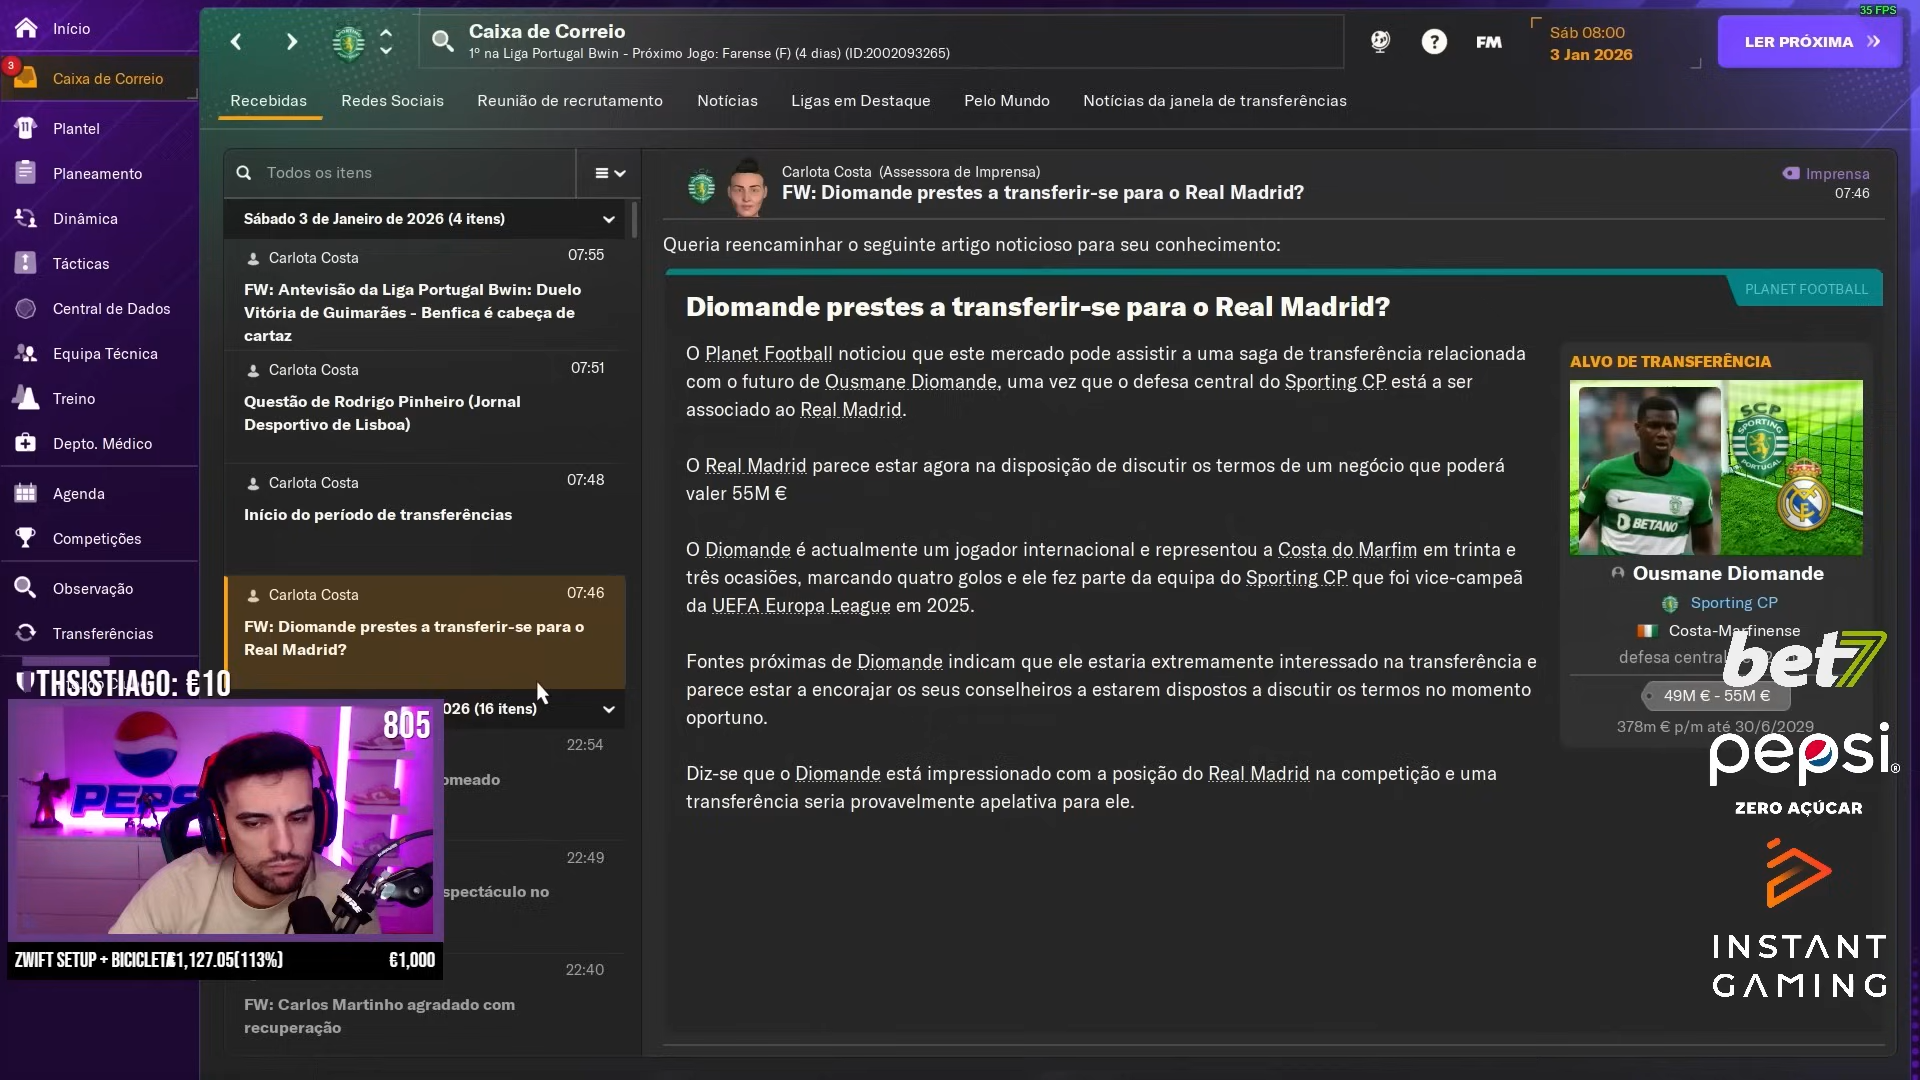 35 FPS
Início
3
Caixa de Correio
Plantel
Planeamento
Dinâmica
Tácticas
Central de Dados
Equipa Técnica
Treino
Depto. Médico
Agenda
Competições
Observação
Transferências
Caixa de Correio
1º na Liga Portugal Bwin - Próximo Jogo: Farense (F) (4 dias) (ID:2002093265)
FM
Sáb 08:00
3 Jan 2026
LER PRÓXIMA
Recebidas
Redes Sociais
Reunião de recrutamento
Notícias
Ligas em Destaque
Pelo Mundo
Notícias da janela de transferências
Todos os itens
Sábado 3 de Janeiro de 2026 (4 itens)
Carlota Costa
07:55
FW: Antevisão da Liga Portugal Bwin: Duelo
Vitória de Guimarães - Benfica é cabeça de
cartaz
Carlota Costa
07:51
Questão de Rodrigo Pinheiro (Jornal
Desportivo de Lisboa)
Carlota Costa
07:48
Início do período de transferências
Carlota Costa
07:46
FW: Diomande prestes a transferir-se para o
Real Madrid?
026 (16 itens)
22:54
omeado
22:49
spectáculo no
22:40
FW: Carlos Martinho agradado com
recuperação
Carlota Costa (Assessora de Imprensa)
FW: Diomande prestes a transferir-se para o Real Madrid?
Imprensa
07:46
Queria reencaminhar o seguinte artigo noticioso para seu conhecimento:
PLANET FOOTBALL
Diomande prestes a transferir-se para o Real Madrid?
O Planet Football noticiou que este mercado pode assistir a uma saga de transferência relacionada
com o futuro de Ousmane Diomande, uma vez que o defesa central do Sporting CP está a ser
associado ao Real Madrid.
O Real Madrid parece estar agora na disposição de discutir os termos de um negócio que poderá
valer 55M €
O Diomande é actualmente um jogador internacional e representou a Costa do Marfim em trinta e
três ocasiões, marcando quatro golos e ele fez parte da equipa do Sporting CP que foi vice-campeã
da UEFA Europa League em 2025.
Fontes próximas de Diomande indicam que ele estaria extremamente interessado na transferência e
parece estar a encorajar os seus conselheiros a estarem dispostos a discutir os termos no momento
oportuno.
Diz-se que o Diomande está impressionado com a posição do Real Madrid na competição e uma
transferência seria provavelmente apelativa para ele.
ALVO DE TRANSFERÊNCIA
SCP
SPORTING
PORTUGAL
BETANO
Ousmane Diomande
Sporting CP
Costa-Marfinense
defesa central
49M € - 55M €
378m € p/m até 30/6/2029
bet7
pepsi
ZERO AÇÚCAR
INSTANT
GAMING
THSISTIAGO: €10
805
PEPS
SHURE
ZWIFT SETUP + BICICLETA
€1,127.05(113%)
€1,000